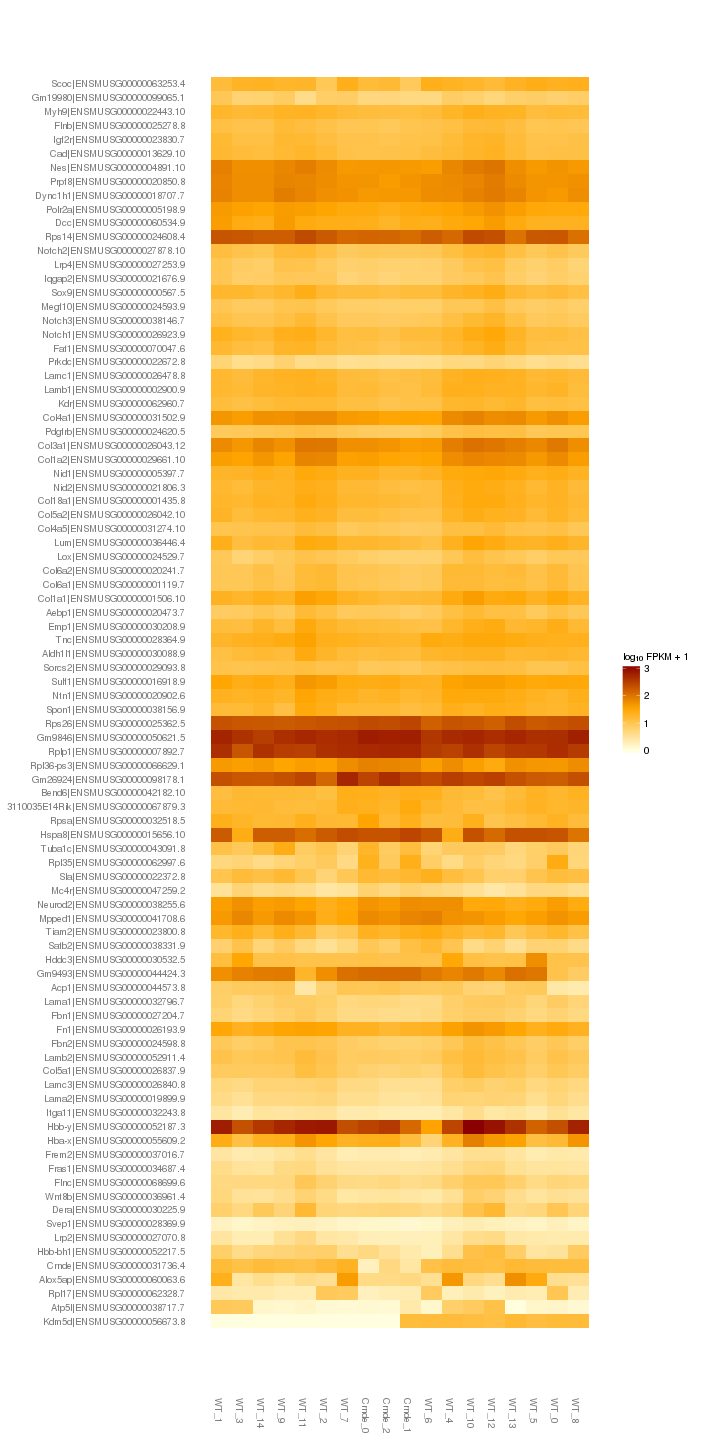 Scoc|ENSMUSG00000063253.4
Gm19980|ENSMUSG00000099065.1
Myh9|ENSMUSG00000022443.10
Flnb|ENSMUSG00000025278.8
Igf2r|ENSMUSG00000023830.7
Cad|ENSMUSG00000013629.10
Nes|ENSMUSG00000004891.10
Prpf8|ENSMUSG00000020850.8
Dync1h1|ENSMUSG00000018707.7
Polr2a|ENSMUSG00000005198.9
Dcc|ENSMUSG00000060534.9
Rps14|ENSMUSG00000024608.4
Notch2|ENSMUSG00000027878.10
Lrp4|ENSMUSG00000027253.9
Iqgap2|ENSMUSG00000021676.9
Sox9|ENSMUSG00000000567.5
Megf10|ENSMUSG00000024593.9
Notch3|ENSMUSG00000038146.7
Notch1|ENSMUSG00000026923.9
Fat1|ENSMUSG00000070047.6
Prkdc|ENSMUSG00000022672.8
Lamc1|ENSMUSG00000026478.8
Lamb1|ENSMUSG00000002900.9
Kdr|ENSMUSG00000062960.7
Col4a1|ENSMUSG00000031502.9
Pdgfrb|ENSMUSG00000024620.5
Col3a1|ENSMUSG00000026043.12
Col1a2|ENSMUSG00000029661.10
Nid1|ENSMUSG00000005397.7
Nid2|ENSMUSG00000021806.3
Col18a1|ENSMUSG00000001435.8
Col5a2|ENSMUSG00000026042.10
Col4a5|ENSMUSG00000031274.10
Lum|ENSMUSG00000036446.4
Lox|ENSMUSG00000024529.7
Col6a2|ENSMUSG00000020241.7
Col6a1|ENSMUSG00000001119.7
Col1a1|ENSMUSG00000001506.10
Aebp1|ENSMUSG00000020473.7
Emp1|ENSMUSG00000030208.9
Tnc|ENSMUSG00000028364.9
Aldh1l1|ENSMUSG00000030088.9
Sorcs2|ENSMUSG00000029093.8
Sulf1|ENSMUSG00000016918.9
Ntn1|ENSMUSG00000020902.6
Spon1|ENSMUSG00000038156.9
Rps26|ENSMUSG00000025362.5
Gm9846|ENSMUSG00000050621.5
Rplp1|ENSMUSG00000007892.7
Rpl36-ps3|ENSMUSG00000066629.1
Gm26924|ENSMUSG00000098178.1
Bend6|ENSMUSG00000042182.10
3110035E14Rik|ENSMUSG00000067879.3
Rpsa|ENSMUSG00000032518.5
Hspa8|ENSMUSG00000015656.10
Tuba1c|ENSMUSG00000043091.8
Rpl35|ENSMUSG00000062997.6
Sla|ENSMUSG00000022372.8
Mc4r|ENSMUSG00000047259.2
Neurod2|ENSMUSG00000038255.6
Mpped1|ENSMUSG00000041708.6
Tiam2|ENSMUSG00000023800.8
Satb2|ENSMUSG00000038331.9
Hddc3|ENSMUSG00000030532.5
Gm9493|ENSMUSG00000044424.3
Acp1|ENSMUSG00000044573.8
Lama1|ENSMUSG00000032796.7
Fbn1|ENSMUSG00000027204.7
Fn1|ENSMUSG00000026193.9
Fbn2|ENSMUSG00000024598.8
Lamb2|ENSMUSG00000052911.4
Col5a1|ENSMUSG00000026837.9
Lamc3|ENSMUSG00000026840.8
Lama2|ENSMUSG00000019899.9
Itga11|ENSMUSG00000032243.8
Hbb-y|ENSMUSG00000052187.3
Hba-x|ENSMUSG00000055609.2
Frem2|ENSMUSG00000037016.7
Fras1|ENSMUSG00000034687.4
Flnc|ENSMUSG00000068699.6
Wnt8b|ENSMUSG00000036961.4
Dera|ENSMUSG00000030225.9
Svep1|ENSMUSG00000028369.9
Lrp2|ENSMUSG00000027070.8
Hbb-bh1|ENSMUSG00000052217.5
Cmde|ENSMUSG00000031736.4
Alox5ap|ENSMUSG00000060063.6
Rpl17|ENSMUSG00000062328.7
Atp5l|ENSMUSG00000038717.7
Kdm5d|ENSMUSG00000056673.8
log₁₀ FPKM + 1
3
2
1
0
WT_1
WT_3
WT_14
WT_9
WT_11
WT_2
WT_7
Cmde_0
Cmde_2
Cmde_1
WT_6
WT_4
WT_10
WT_12
WT_13
WT_5
WT_0
WT_8